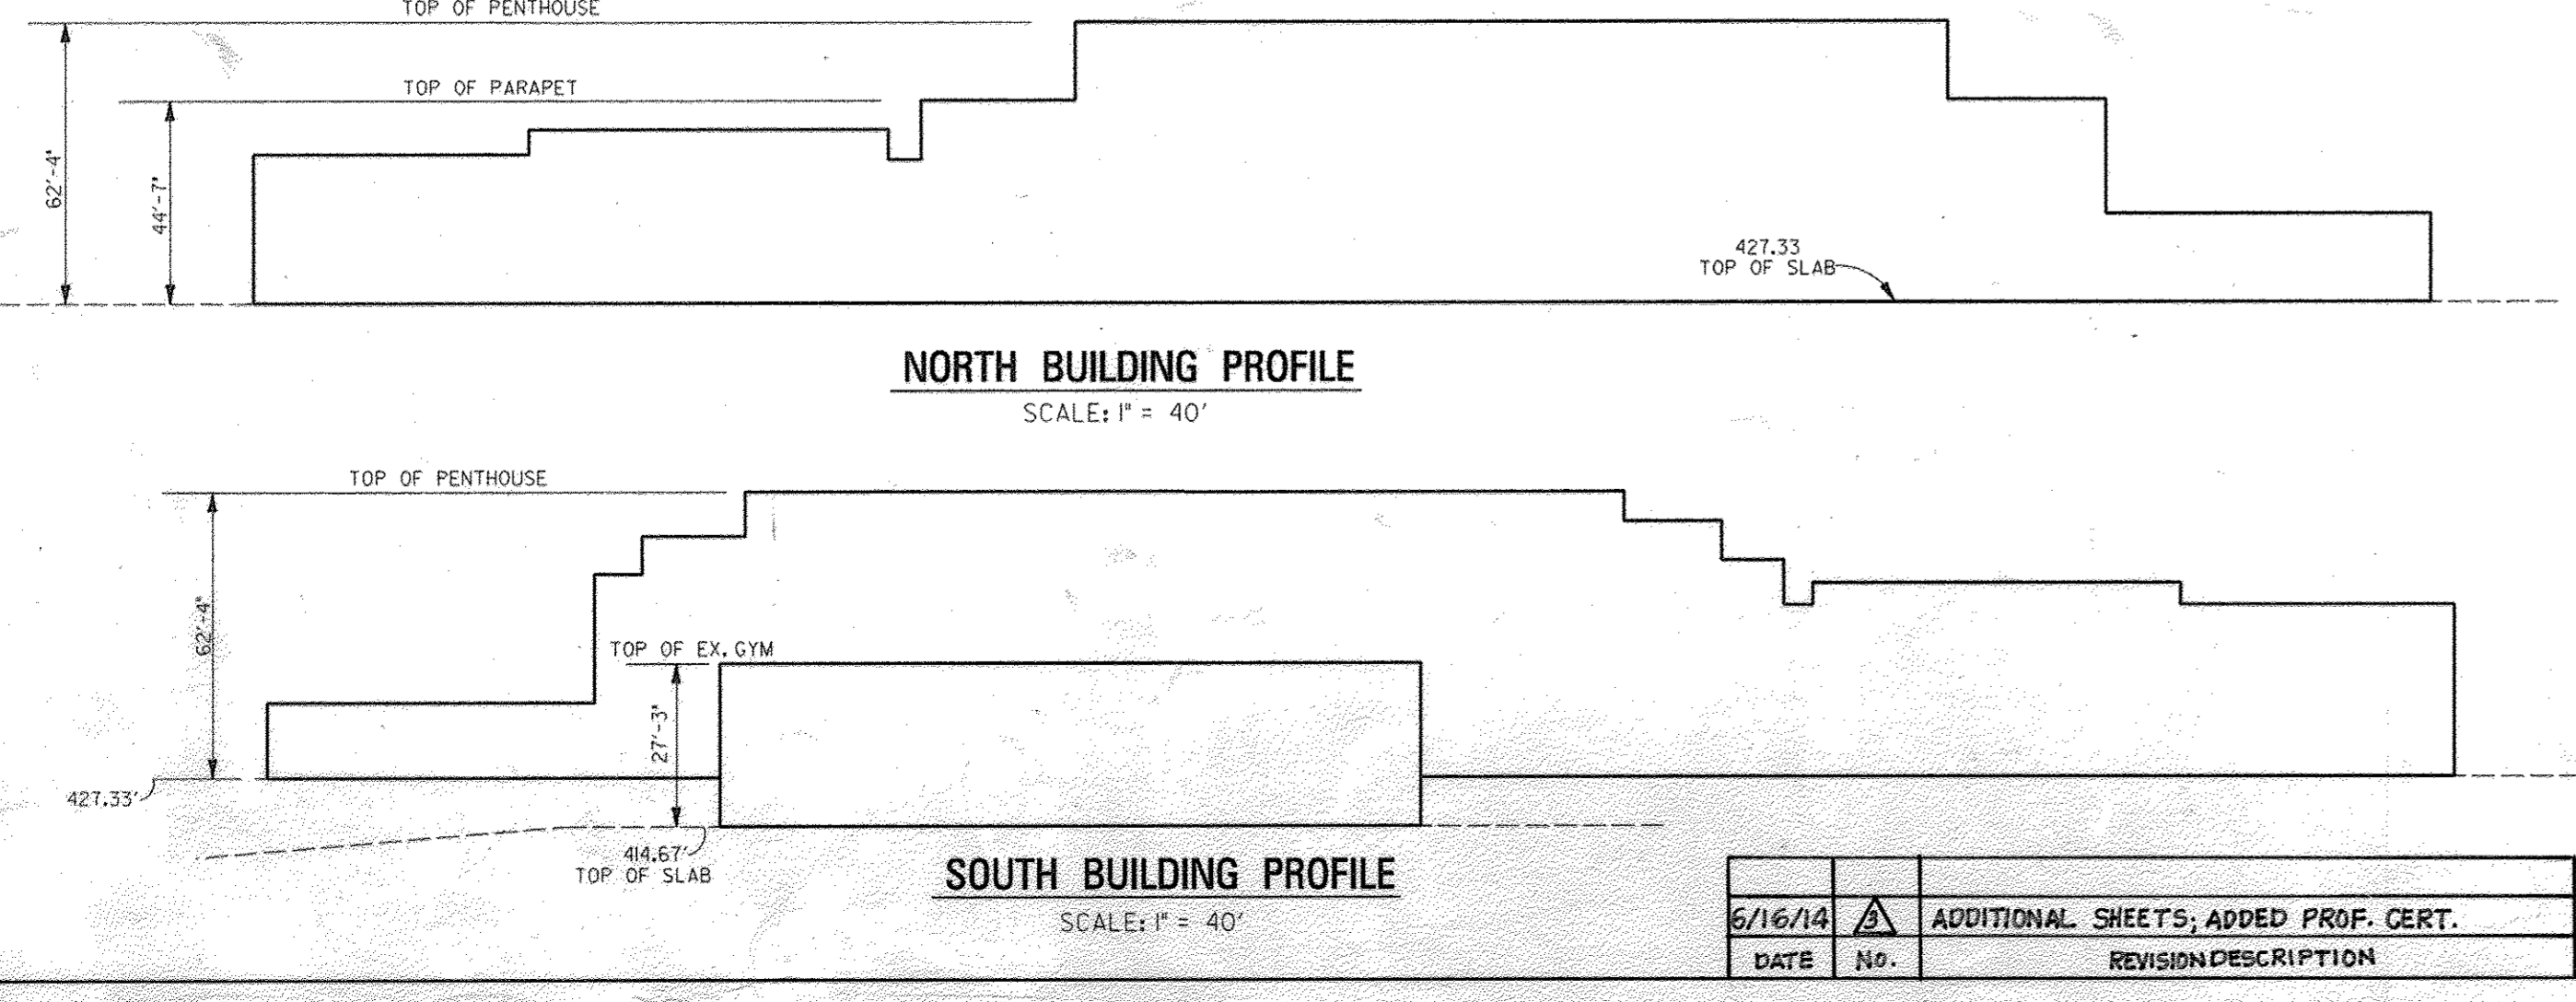 TOP OF PENTHOUSE
TOP OF PARAPET
62'-4"
44'-7"
427.33
TOP OF SLAB
NORTH BUILDING PROFILE
SCALE: 1" = 40'
TOP OF PENTHOUSE
62'-4"
TOP OF EX. GYM
27'-3"
427.33'
414.67'
TOP OF SLAB
SOUTH BUILDING PROFILE
SCALE: 1" = 40'
6/16/14 3 ADDITIONAL SHEETS; ADDED PROF. CERT.
DATE NO. REVISION DESCRIPTION